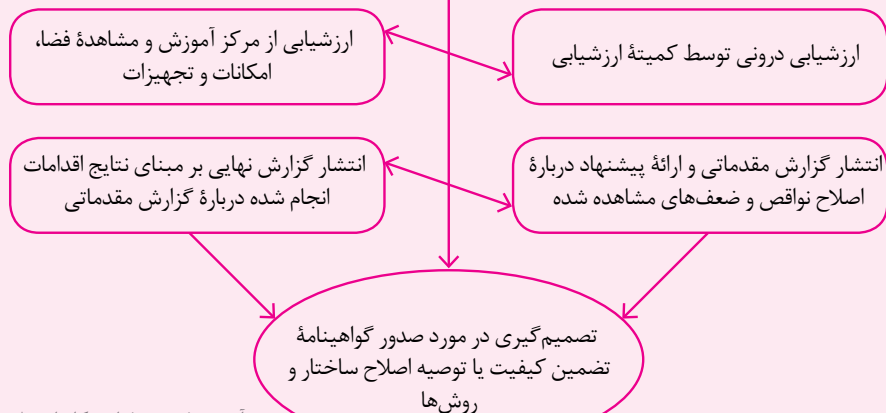 ارزشیابی درونی توسط کمیتهٔ ارزشیابی
ارزشیابی از مرکز آموزش و مشاهدهٔ فضا،
امکانات و تجهیزات
انتشار گزارش مقدماتی و ارائهٔ پیشنهاد دربارهٔ
اصلاح نواقص و ضعف‌های مشاهده شده
انتشار گزارش نهایی بر مبنای نتایج اقدامات
انجام شده دربارهٔ گزارش مقدماتی
تصمیم‌گیری در مورد صدور گواهینامهٔ
تضمین کیفیت یا توصیه اصلاح ساختار و
روش‌ها